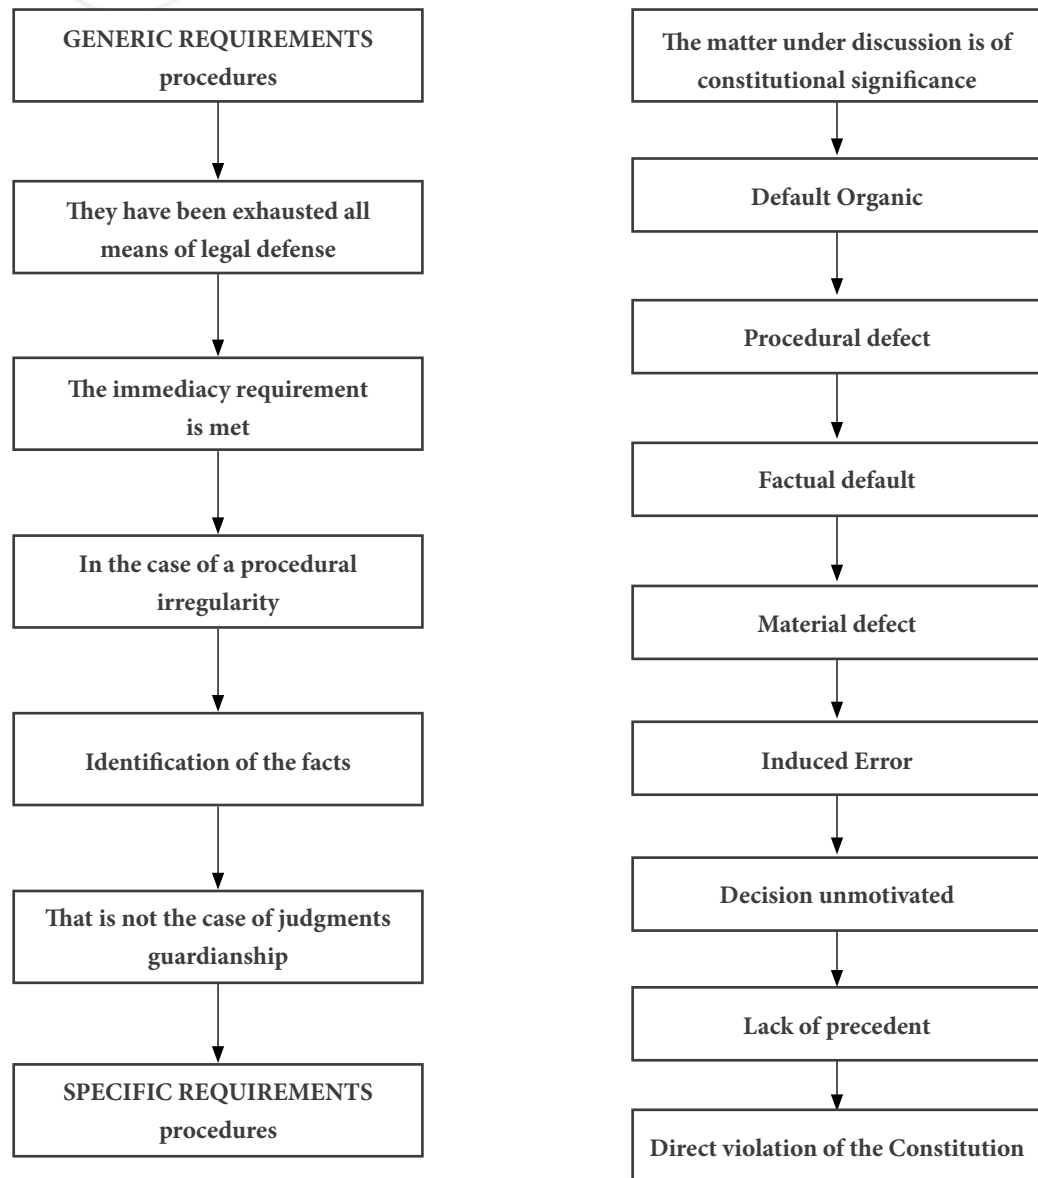 GENERIC REQUIREMENTS
procedures
They have been exhausted all
means of legal defense
The immediacy requirement
is met
In the case of a procedural
irregularity
Identification of the facts
That is not the case of judgments
guardianship
SPECIFIC REQUIREMENTS
procedures
The matter under discussion is of
constitutional significance
Default Organic
Procedural defect
Factual default
Material defect
Induced Error
Decision unmotivated
Lack of precedent
Direct violation of the Constitution